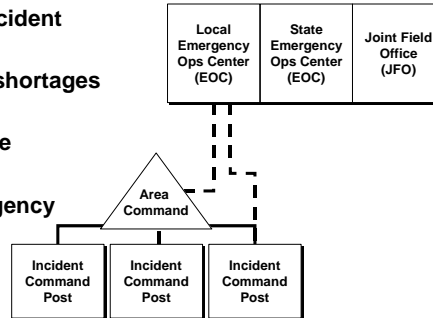 cident
shortages
e
gency
Local
Emergency
Ops Center
(EOC)
State
Emergency
Ops Center
(EOC)
Joint Field
Office
(JFO)
Area
Command
Incident
Command
Post
Incident
Command
Post
Incident
Command
Post